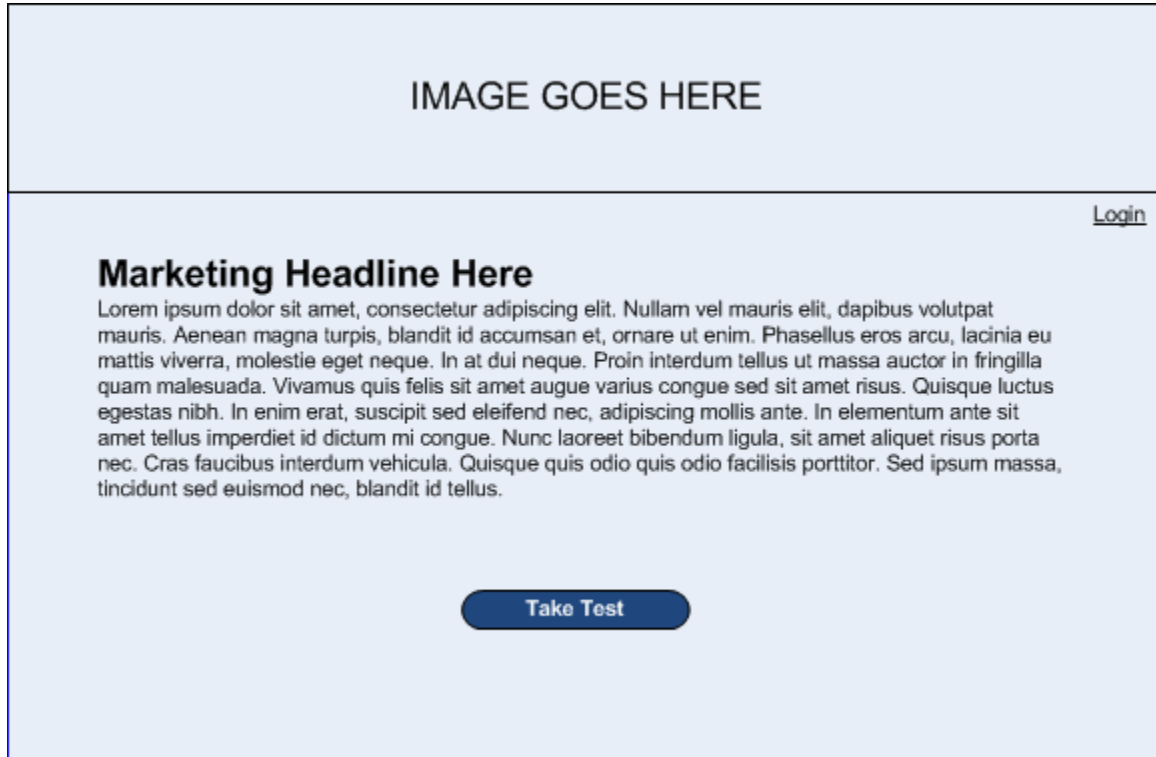 IMAGE GOES HERE
Login
Marketing Headline Here
Lorem ipsum dolor sit amet, consectetur adipiscing elit. Nullam vel mauris elit, dapibus volutpat
mauris. Aenean magna turpis, blandit id accumsan et, ornare ut enim. Phasellus eros arcu, lacinia eu
mattis viverra, molestie eget neque. In at dui neque. Proin interdum tellus ut massa auctor in fringilla
quam malesuada. Vivamus quis felis sit amet augue varius congue sed sit amet risus. Quisque luctus
egestas nibh. In enim erat, suscipit sed eleifend nec, adipiscing mollis ante. In elementum ante sit
amet tellus imperdiet id dictum mi congue. Nunc laoreet bibendum ligula, sit amet aliquet risus porta
nec. Cras faucibus interdum vehicula. Quisque quis odio quis odio facilisis porttitor. Sed ipsum massa,
tincidunt sed euismod nec, blandit id tellus.
Take Test